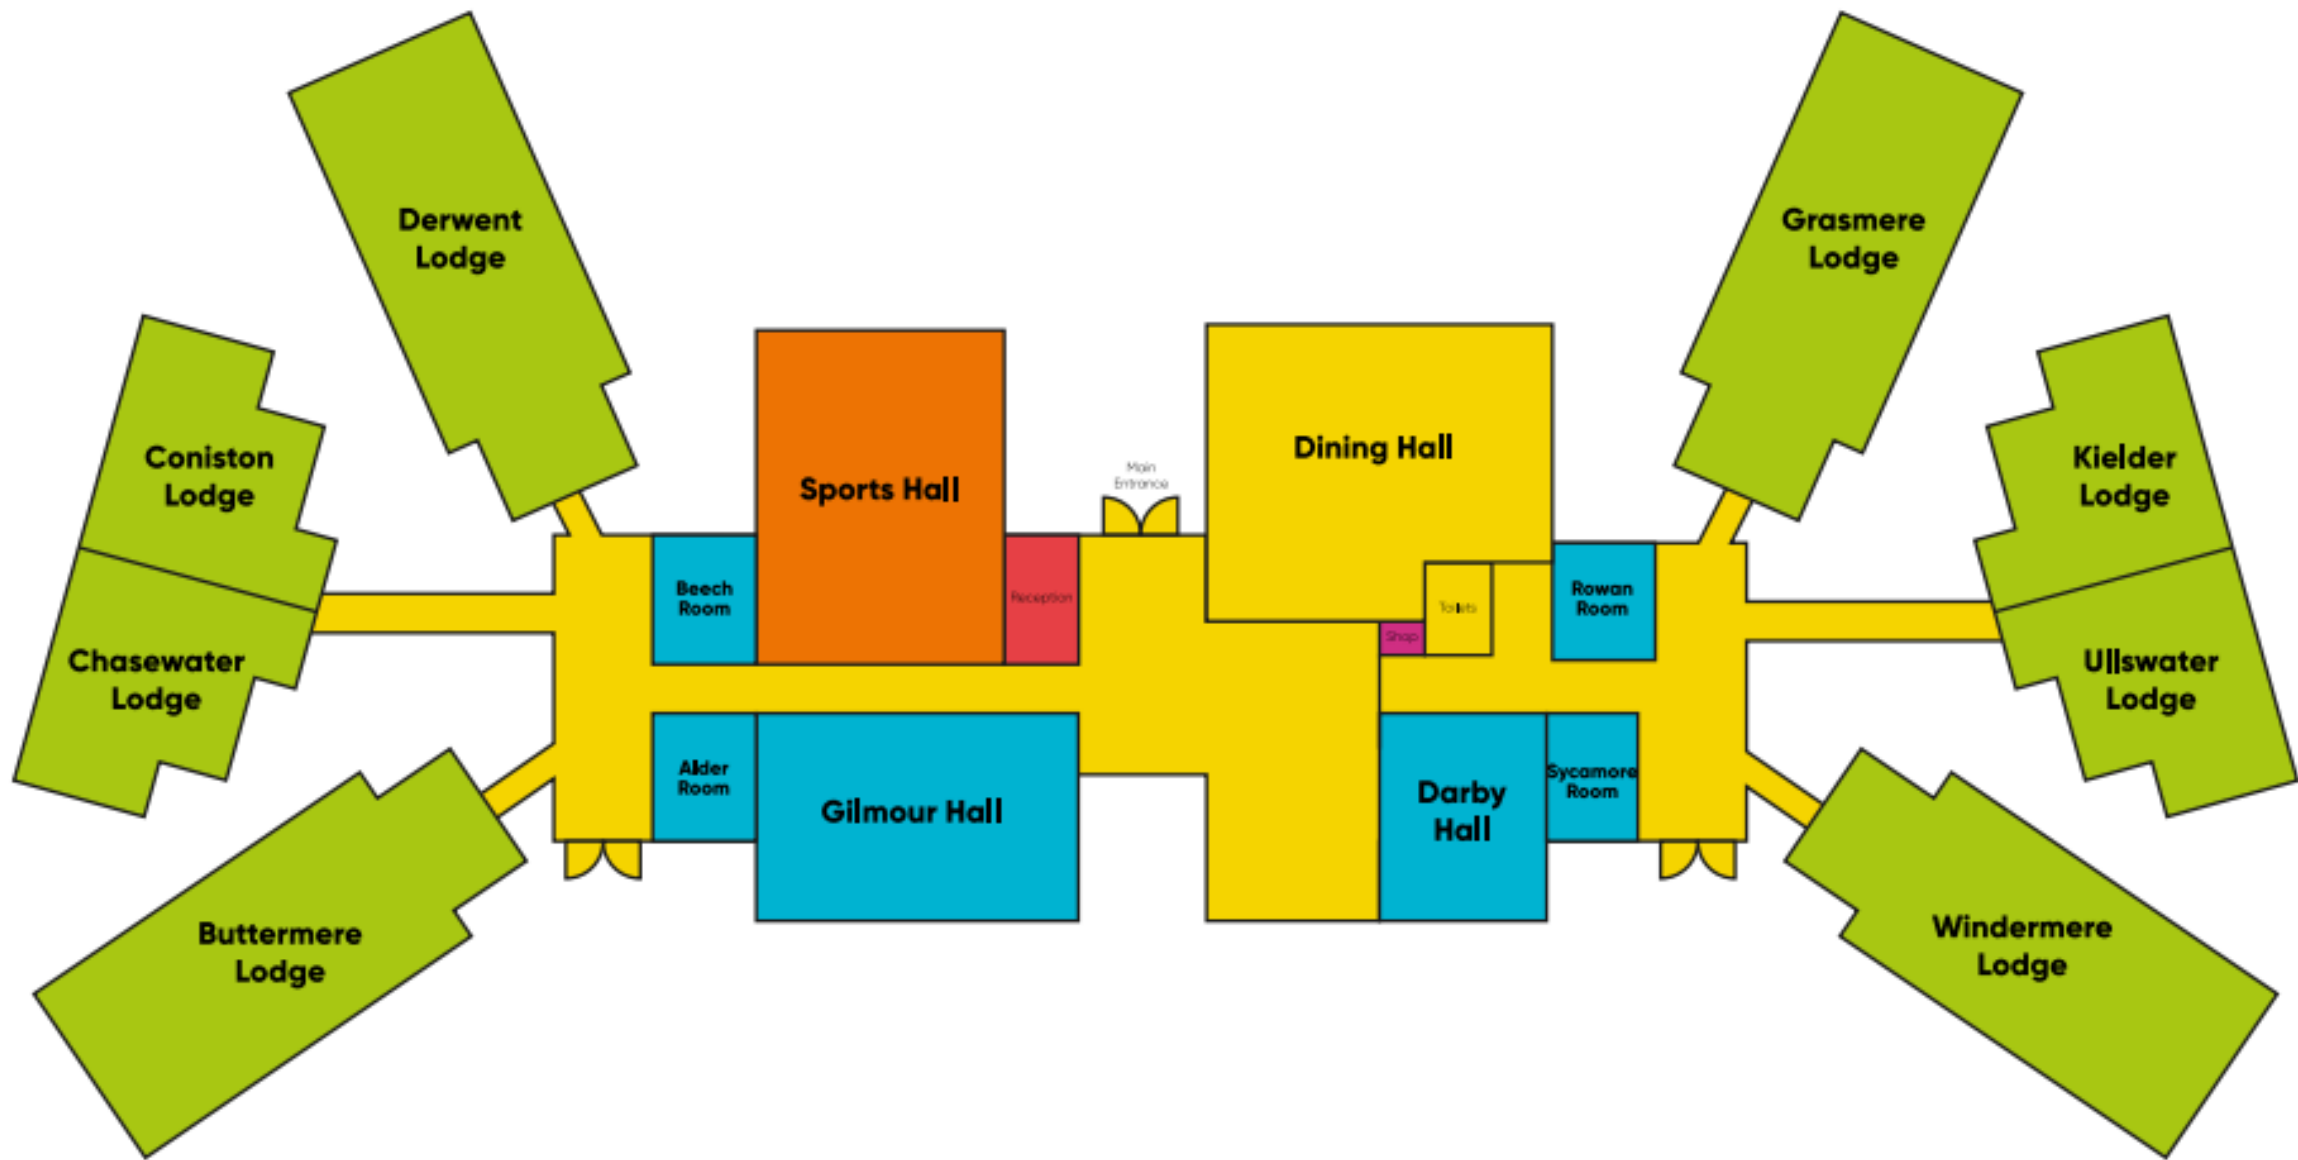 Derwent
Lodge
Grasmere
Lodge
Coniston
Lodge
Sports Hall
Main
Entrance
Dining Hall
Kielder
Lodge
Beech
Room
Reception
Toilets
Shop
Rowan
Room
Chasewater
Lodge
Ullswater
Lodge
Alder
Room
Gilmour Hall
Darby
Hall
Sycamore
Room
Buttermere
Lodge
Windermere
Lodge